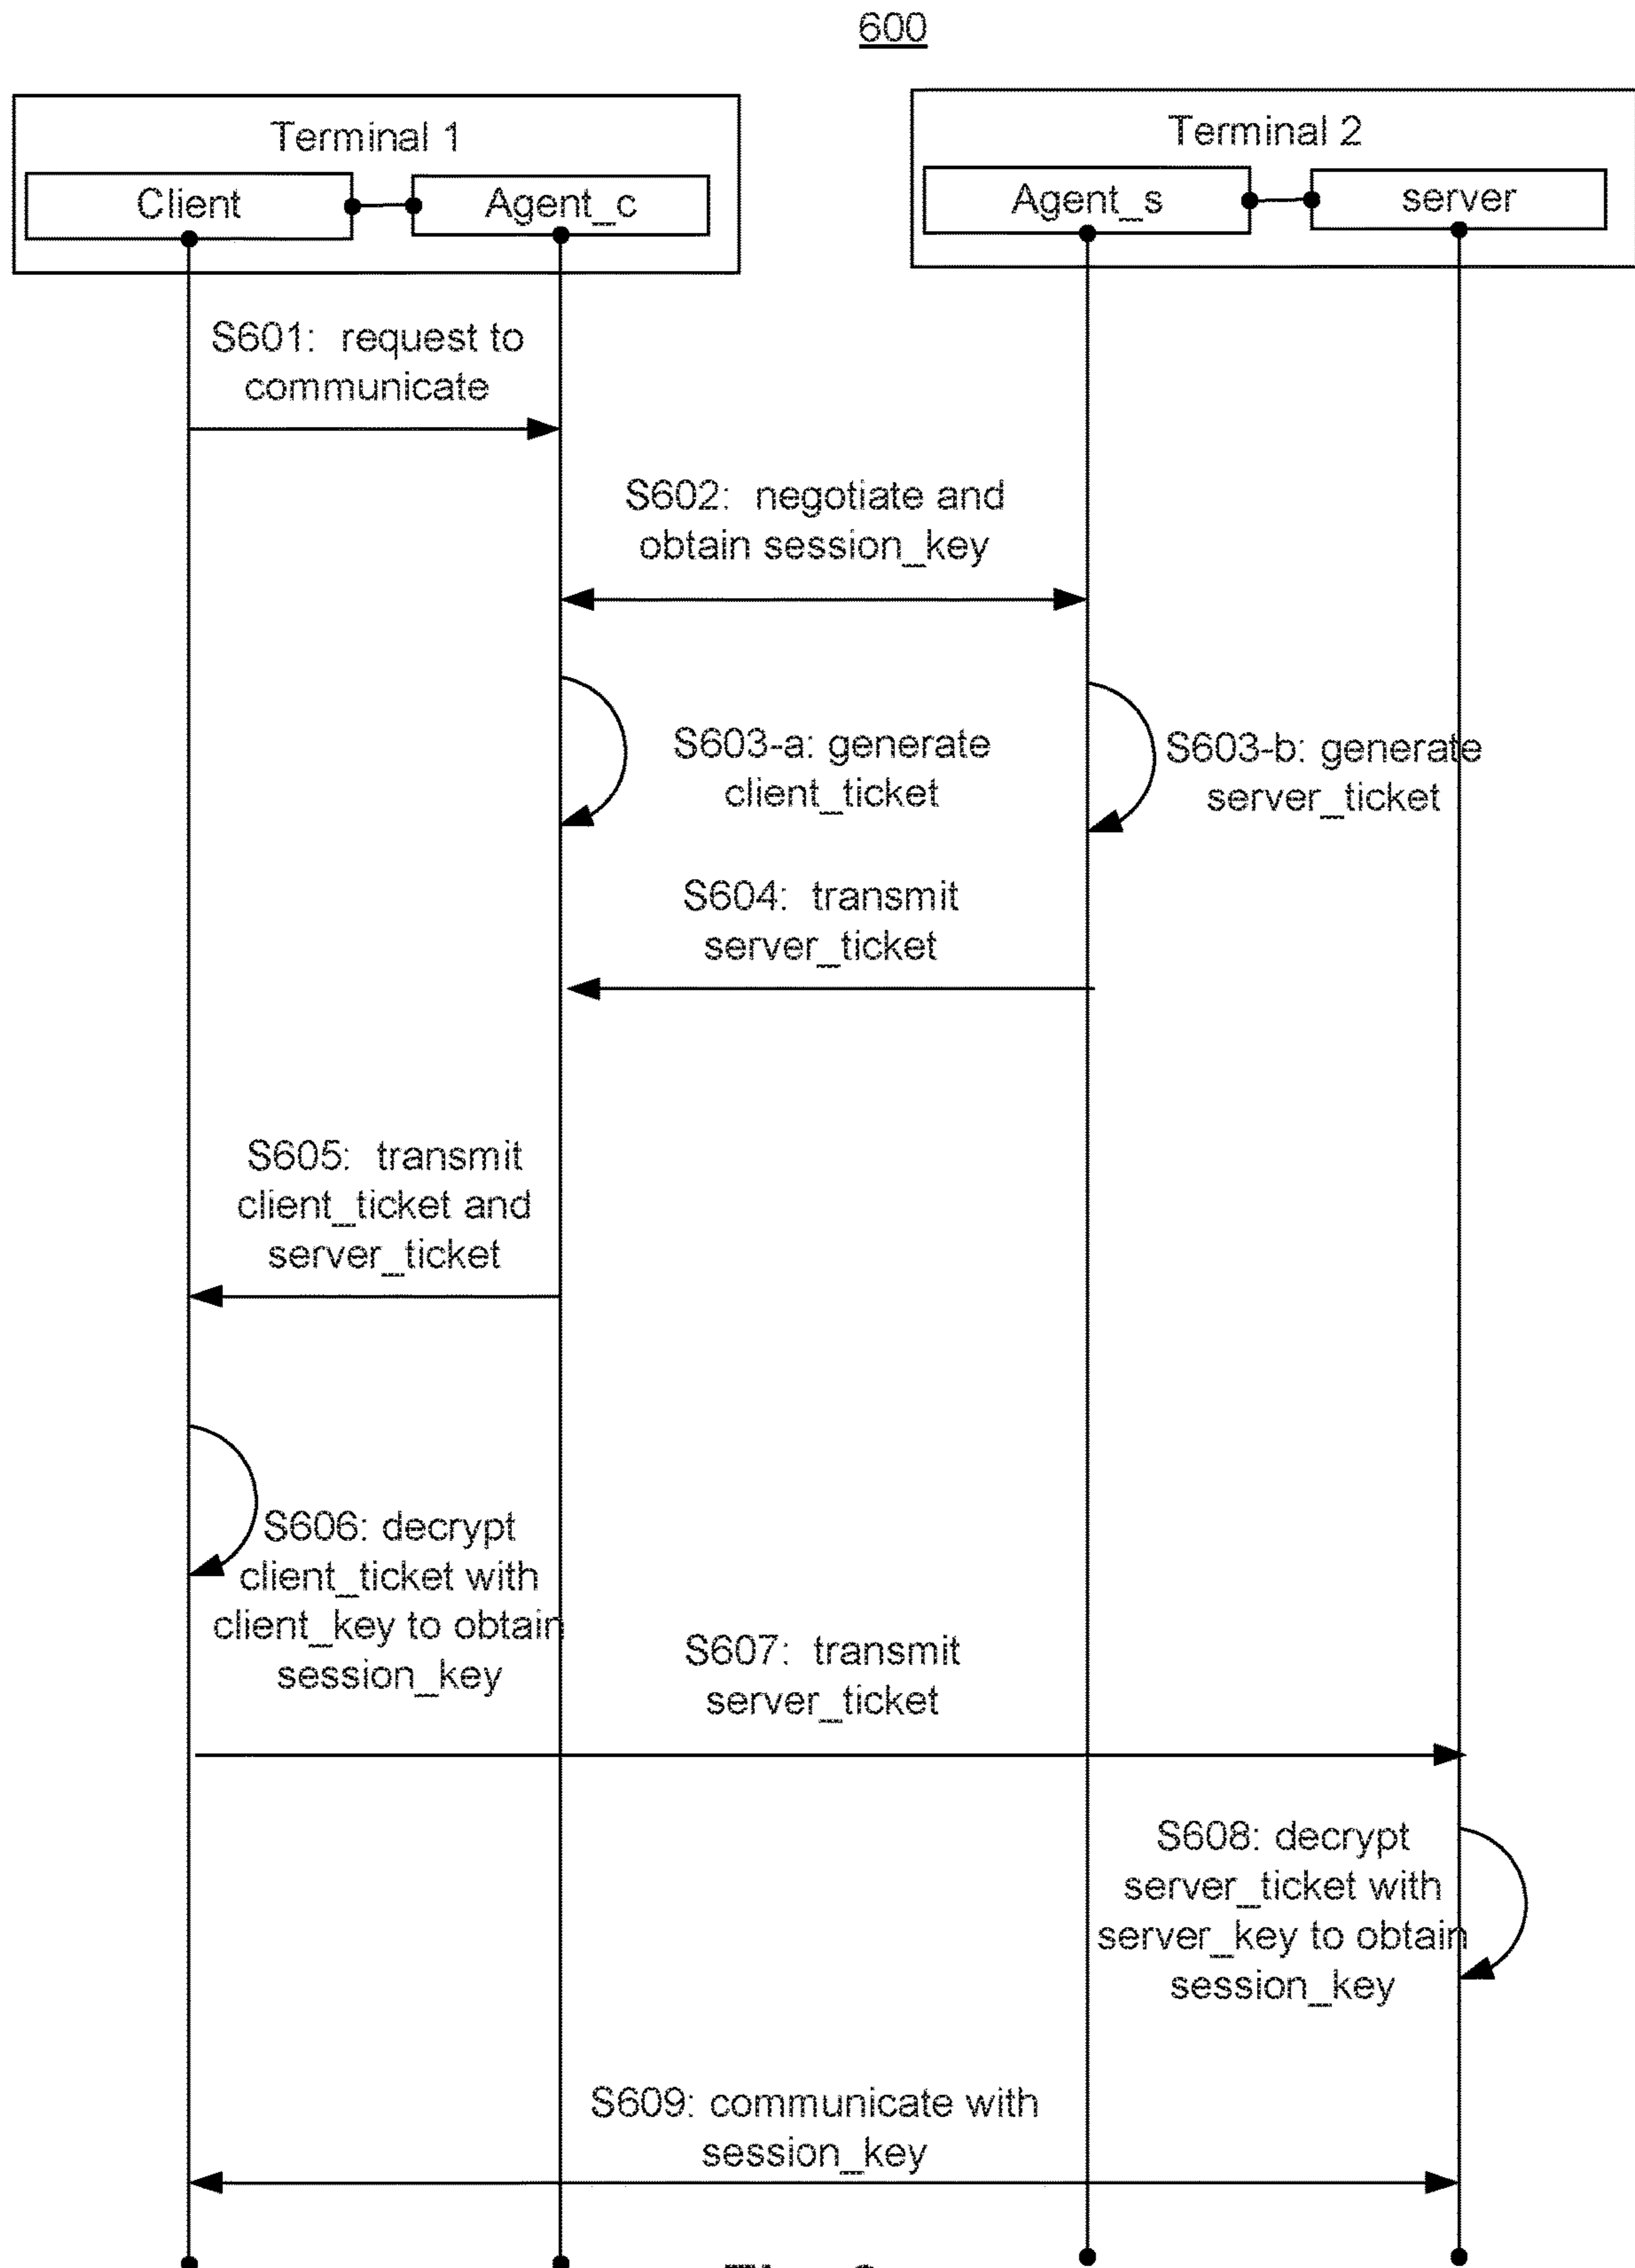 600
Terminal 1
Terminal 2
Client
Agent_c
Agent_s
server
S601: request to
communicate
S602: negotiate and
obtain session_key
S603-a: generate
client_ticket
S603-b: generate
server_ticket
S604: transmit
server_ticket
S605: transmit
client_ticket and
server_ticket
S606: decrypt
client_ticket with
client_key to obtain
session_key
S607: transmit
server_ticket
S608: decrypt
server_ticket with
server_key to obtain
session_key
S609: communicate with
session_key